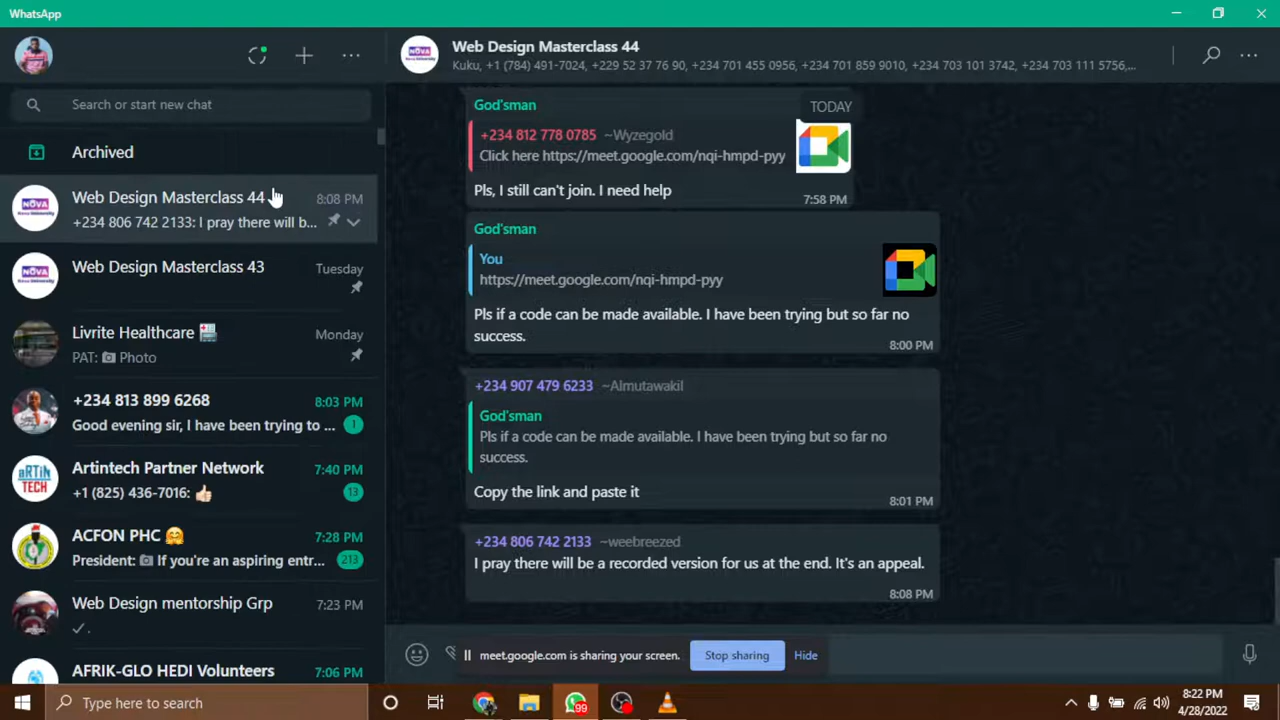 WhatsApp
Search or start new chat
Archived
Web Design Masterclass 44
8:08 PM
+234 806 742 2133: I pray there will b...
Web Design Masterclass 43
Tuesday
Livrite Healthcare
Monday
PAT: Photo
+234 813 899 6268
8:03 PM
Good evening sir, I have been trying to ...
1
Artintech Partner Network
7:40 PM
+1 (825) 436-7016:
13
ACFON PHC
7:28 PM
President: If you're an aspiring entr...
213
Web Design mentorship Grp
7:23 PM
.
AFRIK-GLO HEDI Volunteers
7:06 PM
NOVA
NOVA
ARTIN
TECH
NOVA
Web Design Masterclass 44
Kuku, +1 (784) 491-7024, +229 52 37 76 90, +234 701 455 0956, +234 701 859 9010, +234 703 101 3742, +234 703 111 5756,...
TODAY
God'sman
+234 812 778 0785 ~Wyzegold
Click here https://meet.google.com/nqi-hmpd-pyy
Pls, I still can't join. I need help
7:58 PM
God'sman
You
https://meet.google.com/nqi-hmpd-pyy
Pls if a code can be made available. I have been trying but so far no
success.
8:00 PM
+234 907 479 6233 ~Almutawakil
God'sman
Pls if a code can be made available. I have been trying but so far no
success.
Copy the link and paste it
8:01 PM
+234 806 742 2133 ~weebreezed
I pray there will be a recorded version for us at the end. It's an appeal.
8:08 PM
meet.google.com is sharing your screen.
Stop sharing
Hide
Type here to search
99
8:22 PM
4/28/2022